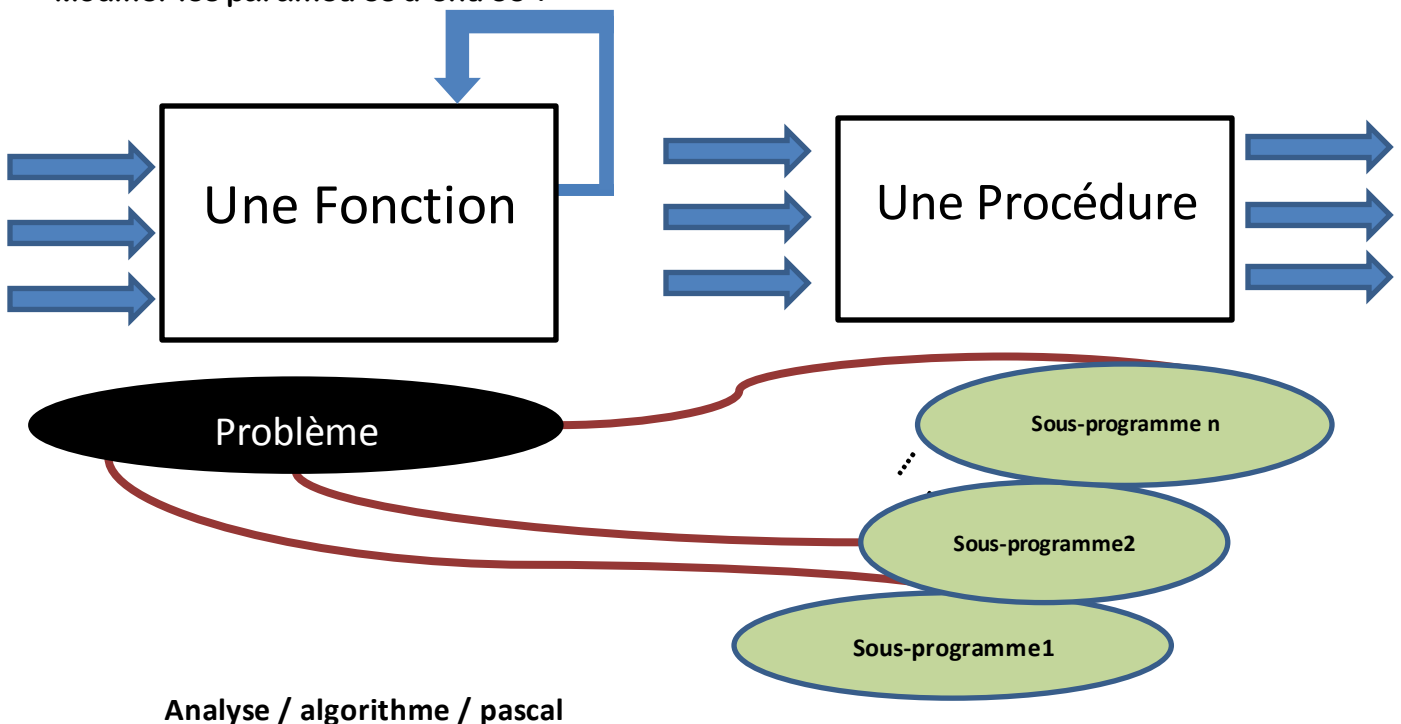 Une Fonction
Une Procédure
Problème
Sous-programme n
Sous-programme2
Sous-programme1
Analyse / algorithme / pascal